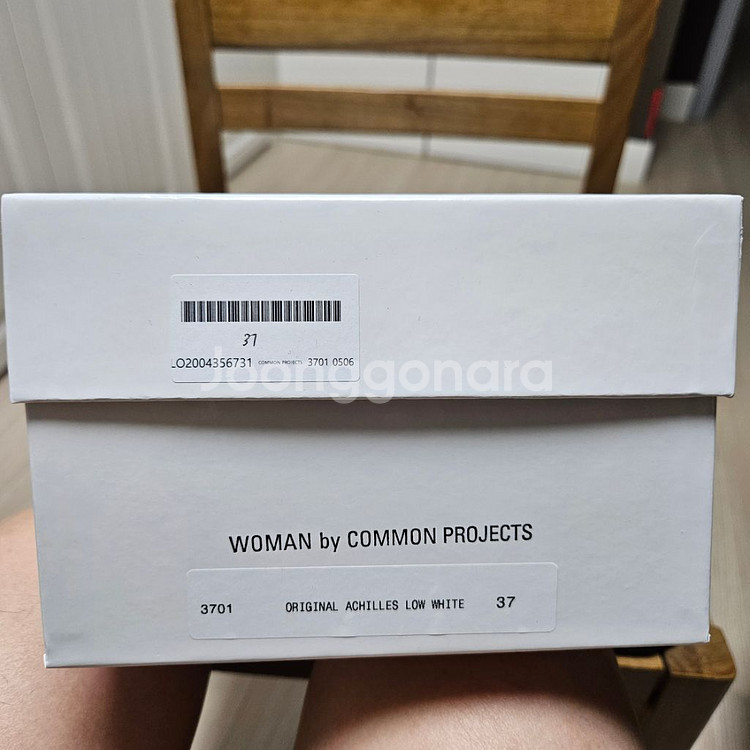 37
LO2004356731 COMMON PROJECTS 3701 0506
Joonggonara
WOMAN by COMMON PROJECTS
3701 ORIGINAL ACHILLES LOW WHITE 37